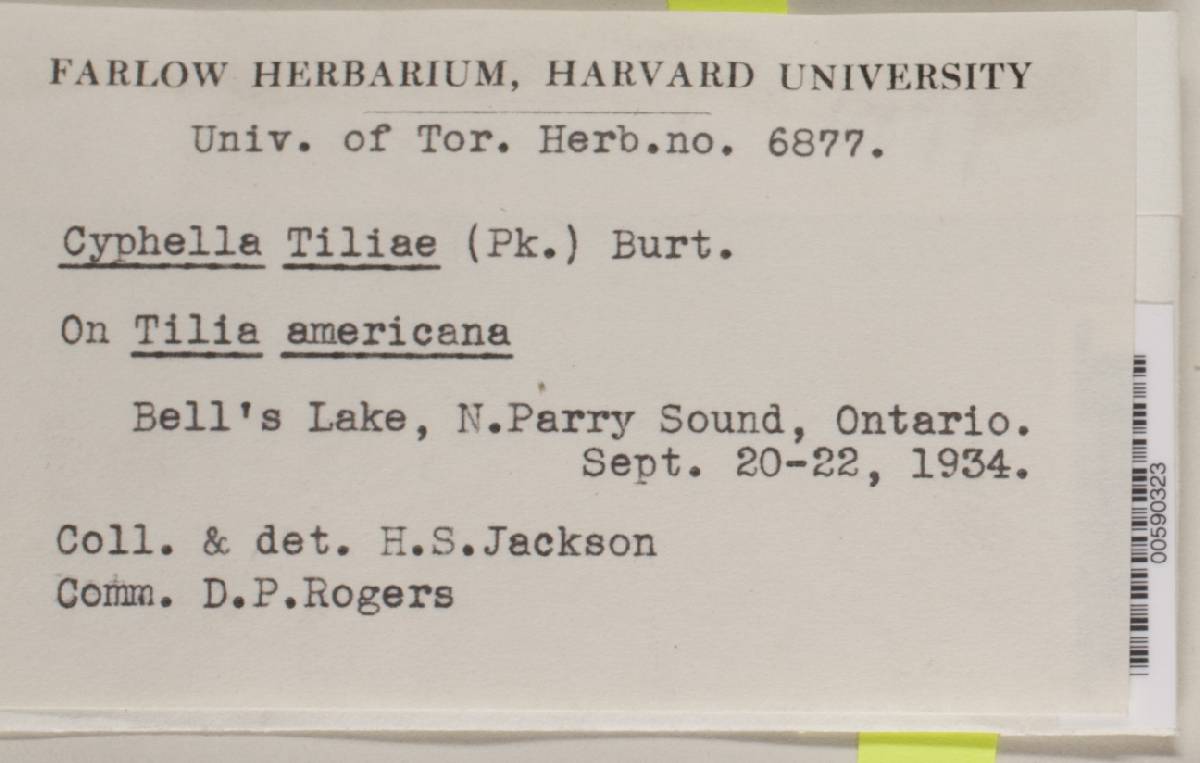 FARLOW HERBARIUM, HARVARD UNIVERSITY
Univ. of Tor. Herb.no. 6877.
Cyphella Tiliae (Pk.) Burt.
On Tilia americana
Bell's Lake, N.Parry Sound, Ontario.
Sept. 20-22, 1934.
Coll. & det. H.S.Jackson
Comm. D.P.Rogers
00590323